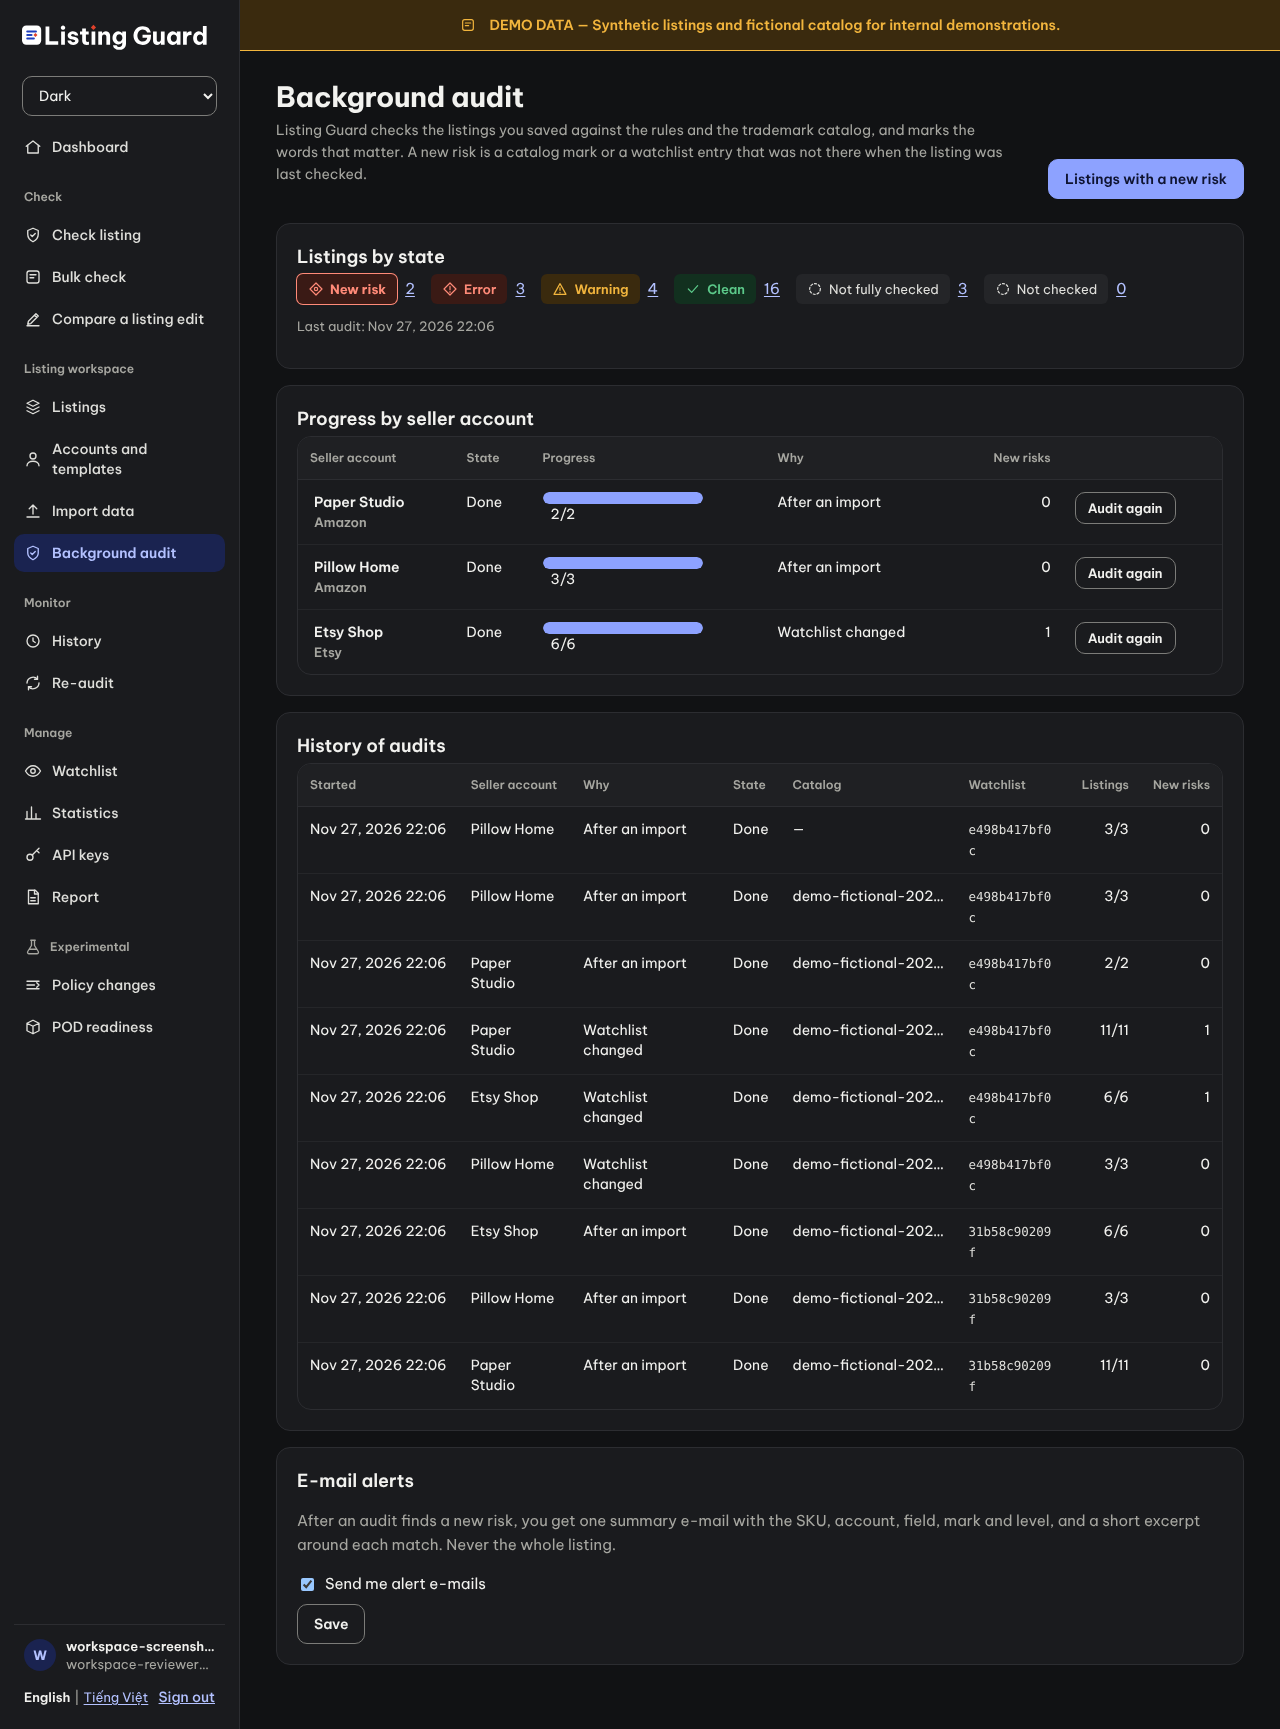 Listing Guard
DEMO DATA — Synthetic listings and fictional catalog for internal demonstrations.
Dark
Dashboard
Check
Check listing
Bulk check
Compare a listing edit
Listing workspace
Listings
Accounts and
templates
Import data
Background audit
Monitor
History
Re-audit
Manage
Watchlist
Statistics
API keys
Report
Experimental
Policy changes
POD readiness
W
workspace-screensh...
workspace-reviewer...
English | Tiếng Việt Sign out
Background audit
Listing Guard checks the listings you saved against the rules and the trademark catalog, and marks the
words that matter. A new risk is a catalog mark or a watchlist entry that was not there when the listing was
last checked.
Listings with a new risk
Listings by state
New risk 2 Error 3 Warning 4 Clean 16 Not fully checked 3 Not checked 0
Last audit: Nov 27, 2026 22:06
Progress by seller account
Seller account State Progress Why New risks
Paper Studio Done After an import 0 Audit again
Amazon 2/2
Pillow Home Done After an import 0 Audit again
Amazon 3/3
Etsy Shop Done Watchlist changed 1 Audit again
Etsy 6/6
History of audits
Started Seller account Why State Catalog Watchlist Listings New risks
Nov 27, 2026 22:06 Pillow Home After an import Done — e498b417bf0 3/3 0
c
Nov 27, 2026 22:06 Pillow Home After an import Done demo-fictional-202... e498b417bf0 3/3 0
c
Nov 27, 2026 22:06 Paper After an import Done demo-fictional-202... e498b417bf0 2/2 0
Studio c
Nov 27, 2026 22:06 Paper Watchlist Done demo-fictional-202... e498b417bf0 11/11 1
Studio changed c
Nov 27, 2026 22:06 Etsy Shop Watchlist Done demo-fictional-202... e498b417bf0 6/6 1
changed c
Nov 27, 2026 22:06 Pillow Home Watchlist Done demo-fictional-202... e498b417bf0 3/3 0
changed c
Nov 27, 2026 22:06 Etsy Shop After an import Done demo-fictional-202... 31b58c90209 6/6 0
f
Nov 27, 2026 22:06 Pillow Home After an import Done demo-fictional-202... 31b58c90209 3/3 0
f
Nov 27, 2026 22:06 Paper After an import Done demo-fictional-202... 31b58c90209 11/11 0
Studio f
E-mail alerts
After an audit finds a new risk, you get one summary e-mail with the SKU, account, field, mark and level, and a short excerpt
around each match. Never the whole listing.
Send me alert e-mails
Save